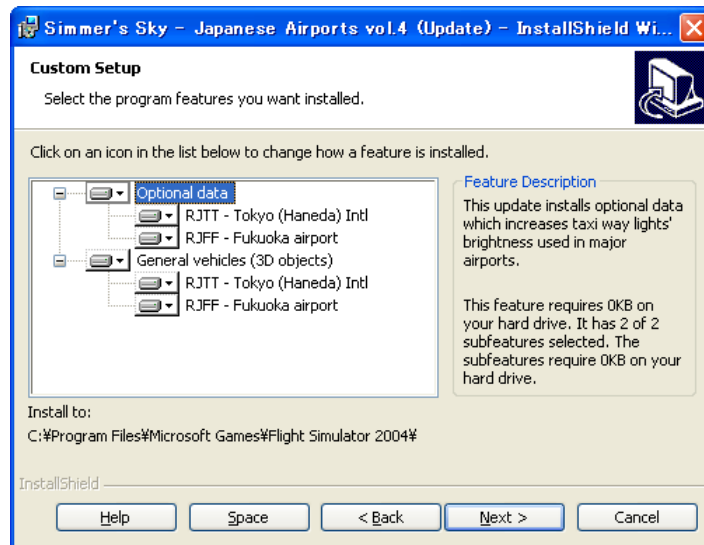 Simmer's Sky - Japanese Airports vol.4 (Update) - InstallShield Wi...
Custom Setup
Select the program features you want installed.
Click on an icon in the list below to change how a feature is installed.
Optional data
RJTT - Tokyo (Haneda) Intl
RJFF - Fukuoka airport
General vehicles (3D objects)
RJTT - Tokyo (Haneda) Intl
RJFF - Fukuoka airport
Feature Description
This update installs optional data
which increases taxi way lights'
brightness used in major
airports.
This feature requires 0KB on
your hard drive. It has 2 of 2
subfeatures selected. The
subfeatures require 0KB on your
hard drive.
Install to:
C:¥Program Files¥Microsoft Games¥Flight Simulator 2004¥
InstallShield
Help
Space
< Back
Next >
Cancel